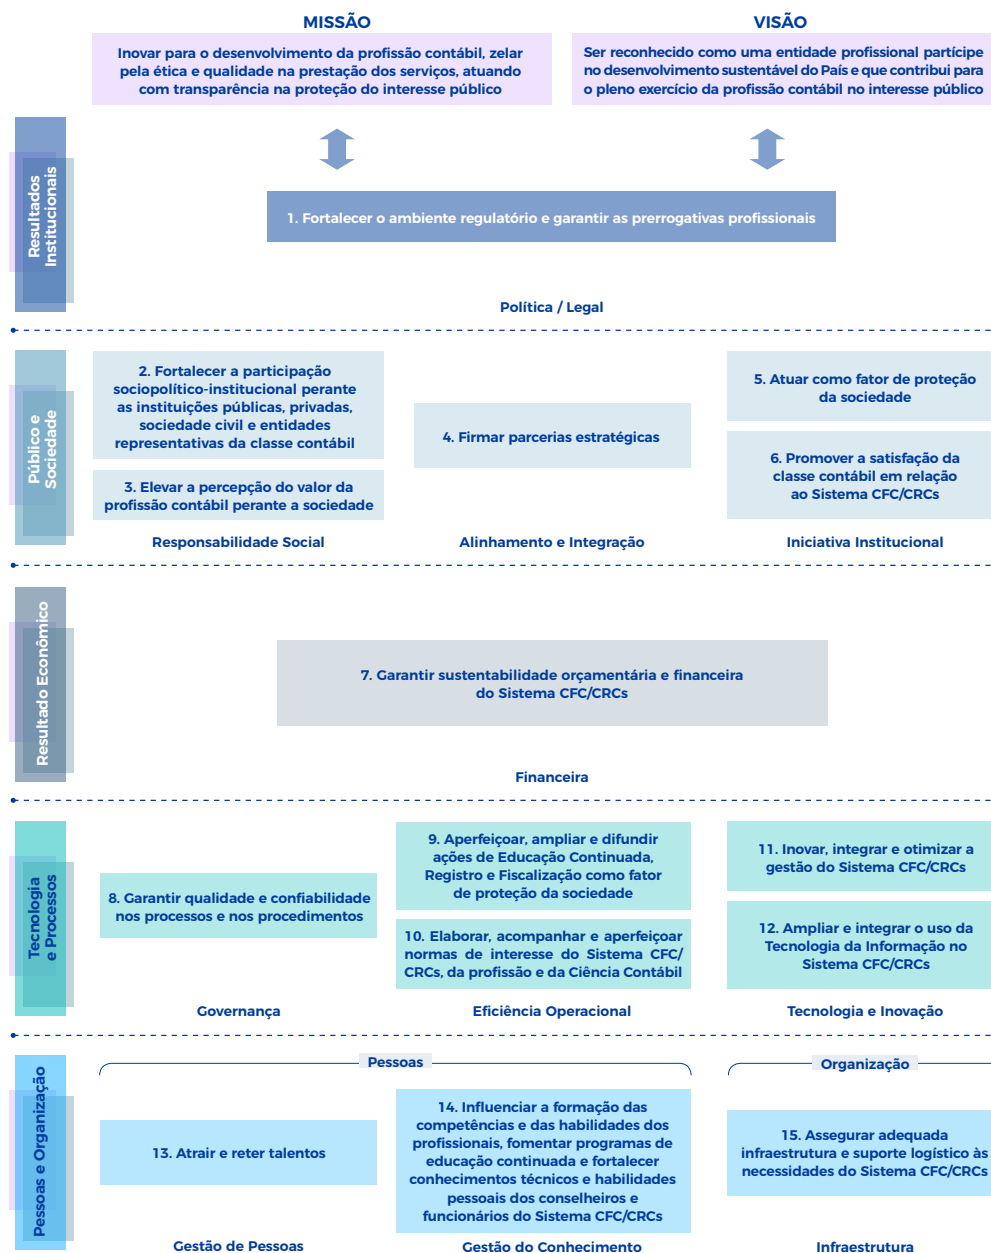 MISSÃO
Inovar para o desenvolvimento da profissão contábil, zelar
pela ética e qualidade na prestação dos serviços, atuando
com transparência na proteção do interesse público
VISÃO
Ser reconhecido como uma entidade profissional partícipe
no desenvolvimento sustentável do País e que contribui para
o pleno exercício da profissão contábil no interesse público
Resultados
Institucionais
1. Fortalecer o ambiente regulatório e garantir as prerrogativas profissionais
Política / Legal
Público e
Sociedade
2. Fortalecer a participação
sociopolítico-institucional perante
as instituições públicas, privadas,
sociedade civil e entidades
representativas da classe contábil
3. Elevar a percepção do valor da
profissão contábil perante a sociedade
Responsabilidade Social
4. Firmar parcerias estratégicas
Alinhamento e Integração
5. Atuar como fator de proteção
da sociedade
6. Promover a satisfação da
classe contábil em relação
ao Sistema CFC/CRCs
Iniciativa Institucional
Resultado Econômico
7. Garantir sustentabilidade orçamentária e financeira
do Sistema CFC/CRCs
Financeira
Tecnologia
e Processos
8. Garantir qualidade e confiabilidade
nos processos e nos procedimentos
Governança
9. Aperfeiçoar, ampliar e difundir
ações de Educação Continuada,
Registro e Fiscalização como fator
de proteção da sociedade
10. Elaborar, acompanhar e aperfeiçoar
normas de interesse do Sistema CFC/
CRCs, da profissão e da Ciência Contábil
Eficiência Operacional
11. Inovar, integrar e otimizar a
gestão do Sistema CFC/CRCs
12. Ampliar e integrar o uso da
Tecnologia da Informação no
Sistema CFC/CRCs
Tecnologia e Inovação
Pessoas e Organização
Pessoas
13. Atrair e reter talentos
Gestão de Pessoas
14. Influenciar a formação das
competências e das habilidades dos
profissionais, fomentar programas de
educação continuada e fortalecer
conhecimentos técnicos e habilidades
pessoais dos conselheiros e
funcionários do Sistema CFC/CRCs
Gestão do Conhecimento
Organização
15. Assegurar adequada
infraestrutura e suporte logístico às
necessidades do Sistema CFC/CRCs
Infraestrutura